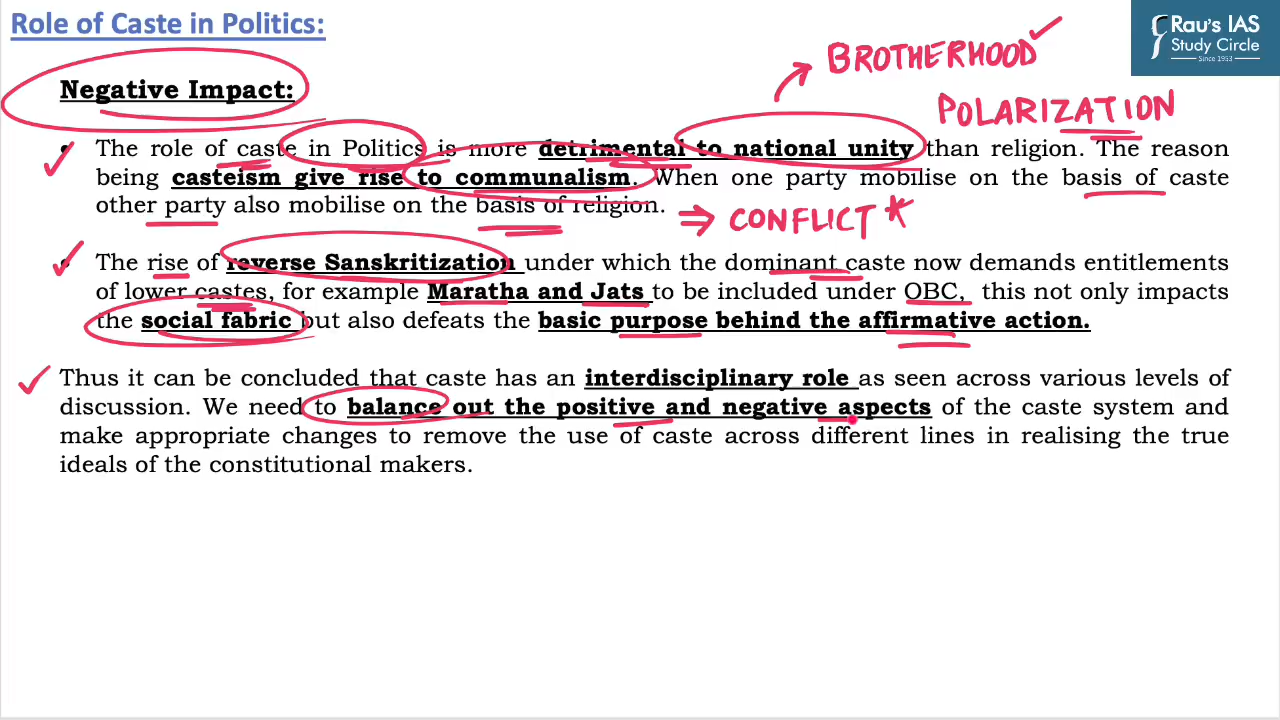 Role of Caste in Politics:
Rau's IAS
Study Circle
Since 1953
BROTHERHOOD
Negative Impact:
POLARIZATION
The role of caste in Politics is more detrimental to national unity than religion. The reason
being casteism give rise to communalism. When one party mobilise on the basis of caste
other party also mobilise on the basis of religion.
CONFLICT
The rise of reverse Sanskritization under which the dominant caste now demands entitlements
of lower castes, for example Maratha and Jats to be included under OBC, this not only impacts
the social fabric but also defeats the basic purpose behind the affirmative action.
Thus it can be concluded that caste has an interdisciplinary role as seen across various levels of
discussion. We need to balance out the positive and negative aspects of the caste system and
make appropriate changes to remove the use of caste across different lines in realising the true
ideals of the constitutional makers.